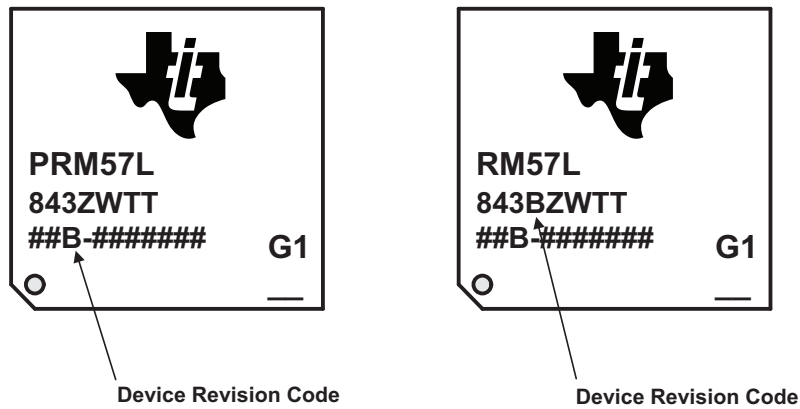 PRM57L
843ZWTT
##B-####### G1
Device Revision Code
RM57L
843BZWTT
##B-####### G1
Device Revision Code